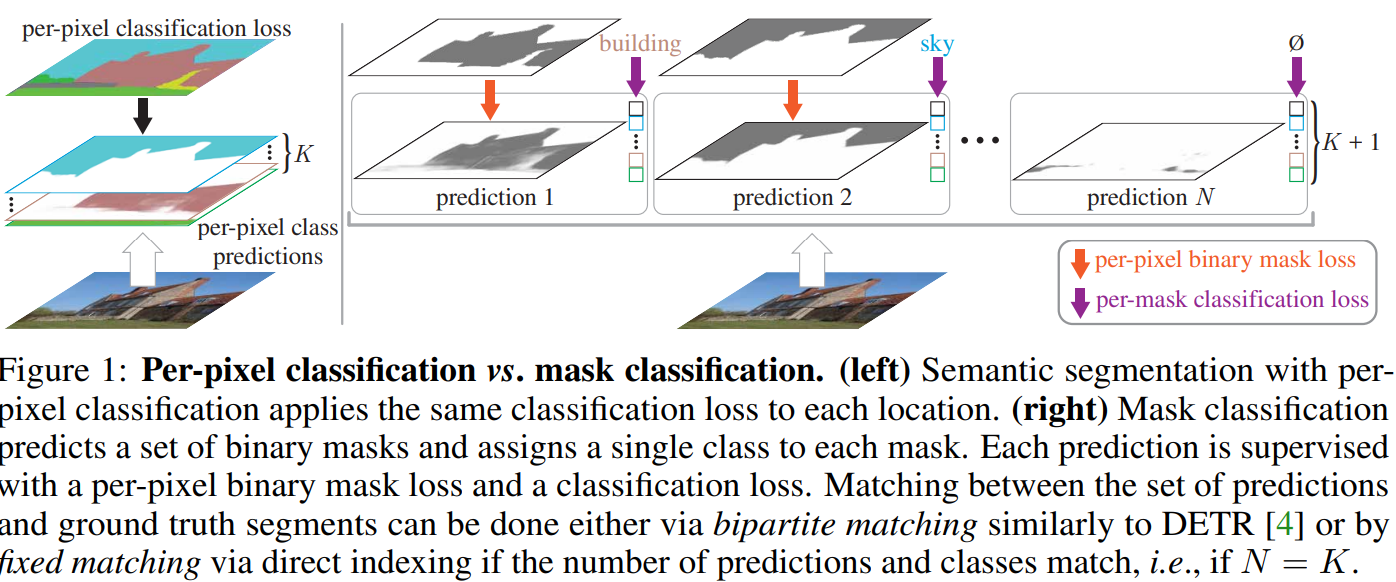 per-pixel classification loss
K
per-pixel class
predictions
building
sky
Ø
prediction 1
prediction 2
•••
prediction N
K + 1
per-pixel binary mask loss
per-mask classification loss
Figure 1: Per-pixel classification vs. mask classification. (left) Semantic segmentation with per-
pixel classification applies the same classification loss to each location. (right) Mask classification
predicts a set of binary masks and assigns a single class to each mask. Each prediction is supervised
with a per-pixel binary mask loss and a classification loss. Matching between the set of predictions
and ground truth segments can be done either via bipartite matching similarly to DETR [4] or by
fixed matching via direct indexing if the number of predictions and classes match, i.e., if N = K.